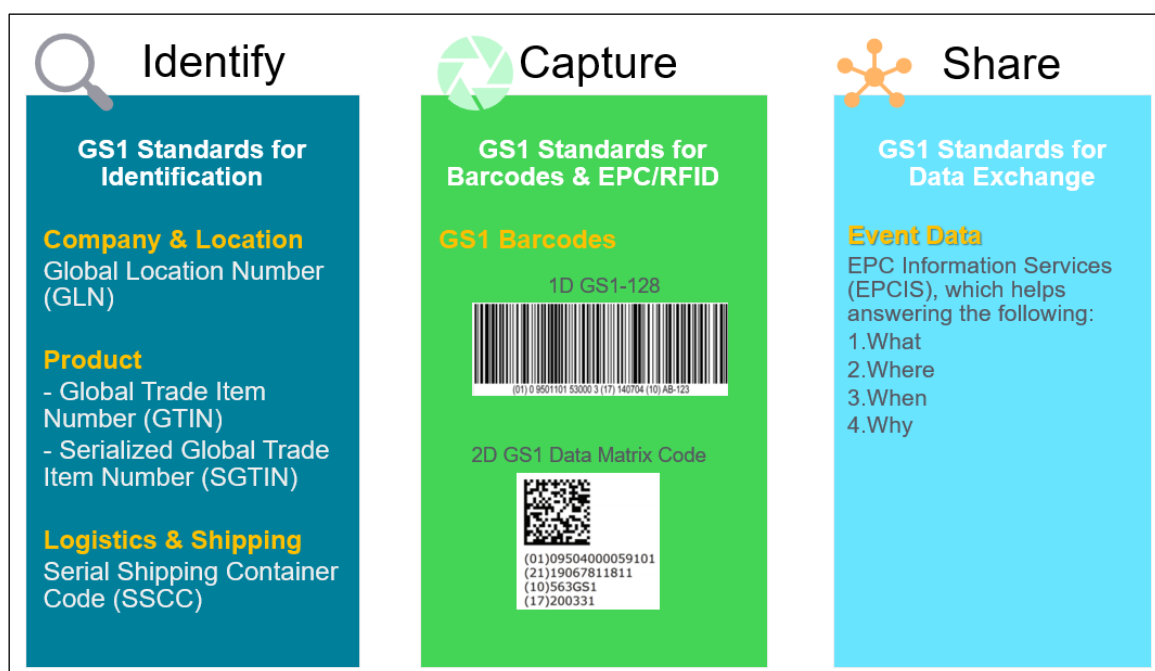 Identify
GS1 Standards for
Identification
Company & Location
Global Location Number
(GLN)
Product
- Global Trade Item
Number (GTIN)
- Serialized Global Trade
Item Number (SGTIN)
Logistics & Shipping
Serial Shipping Container
Code (SSCC)
Capture
GS1 Standards for
Barcodes & EPC/RFID
GS1 Barcodes
1D GS1-128
(01) 0 9501101 53000 3 (17) 140704 (10) AB-123
2D GS1 Data Matrix Code
(01)09504000059101
(21)19067811811
(10)563GS1
(17)200331
Share
GS1 Standards for
Data Exchange
Event Data
EPC Information Services
(EPCIS), which helps
answering the following:
1.What
2.Where
3.When
4.Why